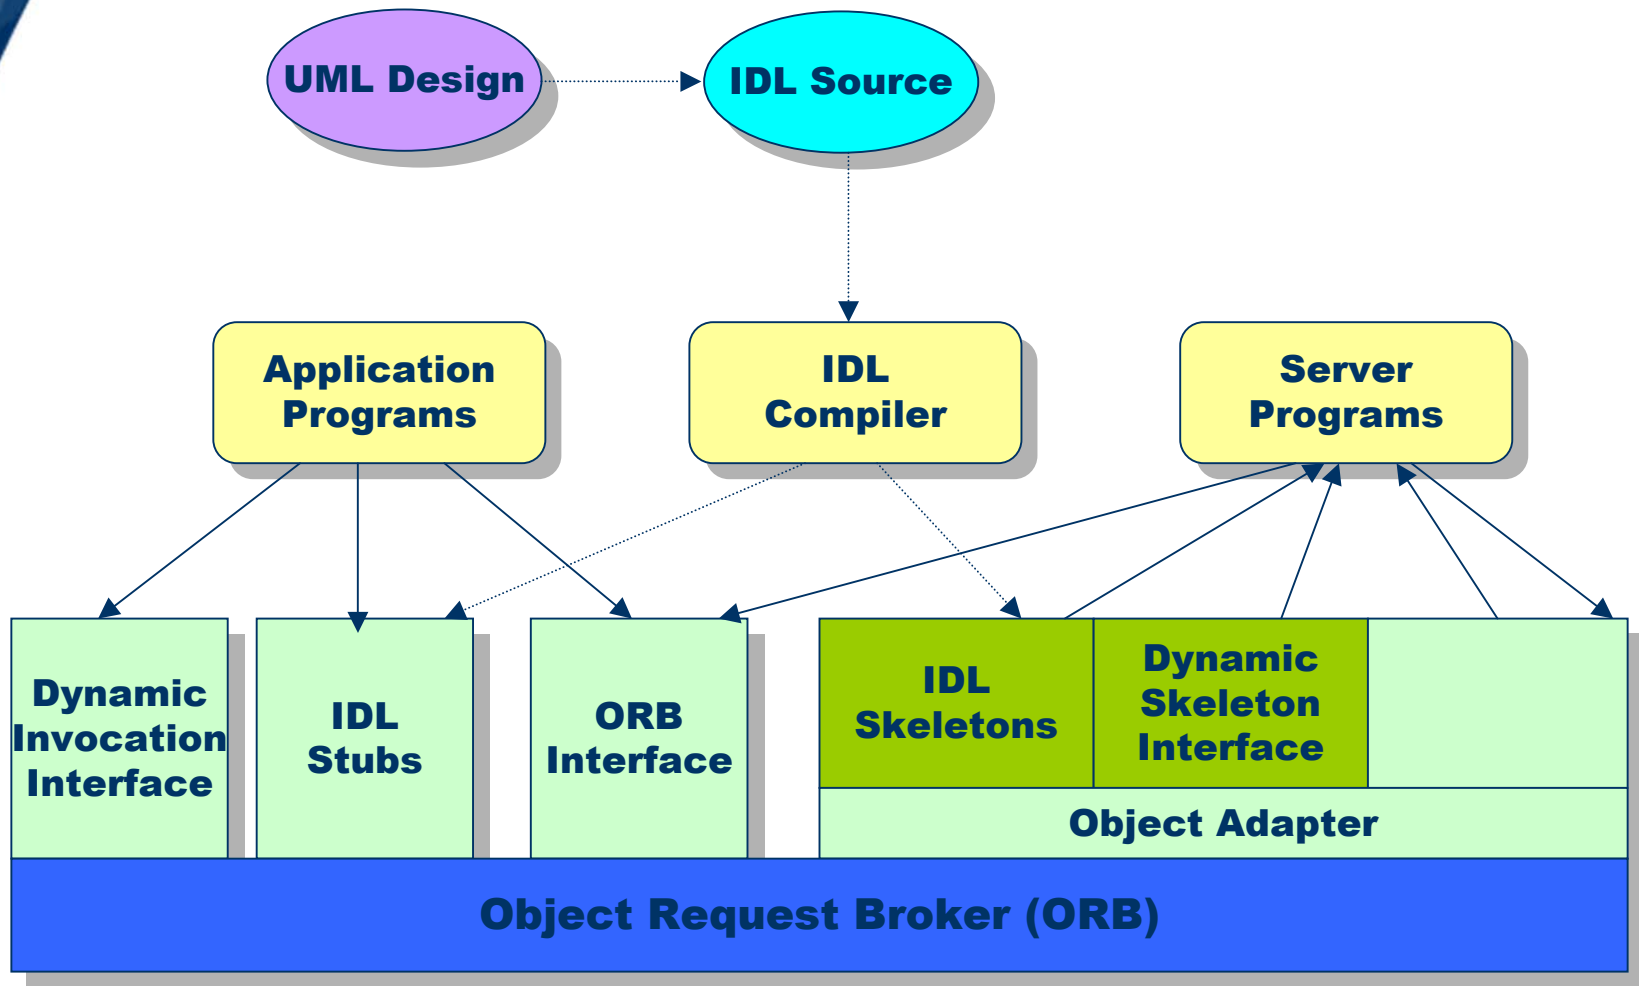 UML Design
IDL Source
Application
Programs
IDL
Compiler
Server
Programs
Dynamic
Invocation
Interface
IDL
Stubs
ORB
Interface
IDL
Skeletons
Dynamic
Skeleton
Interface
Object Adapter
Object Request Broker (ORB)